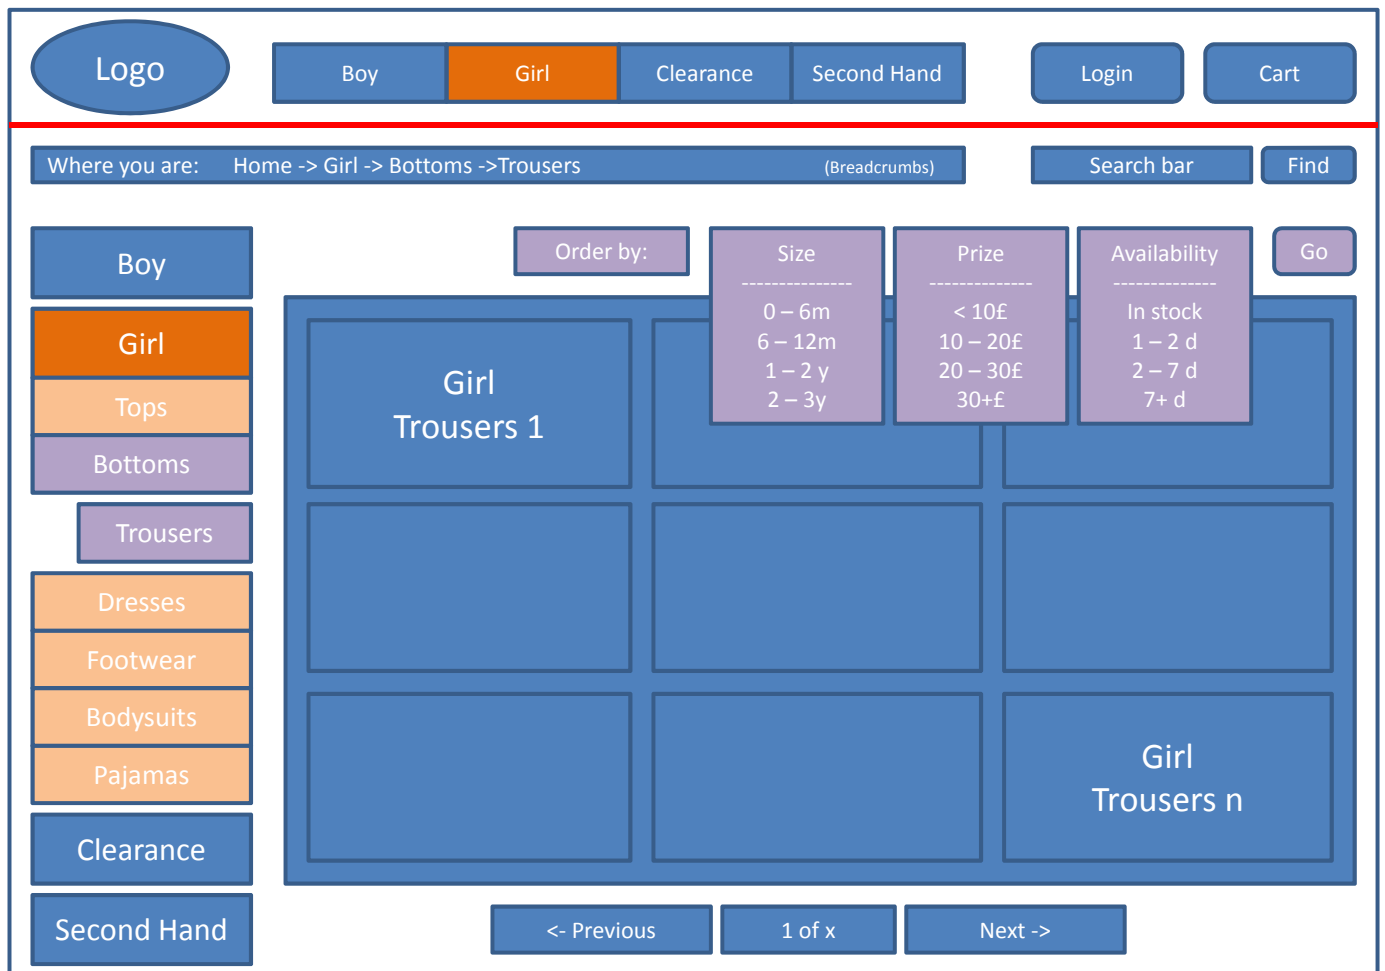 Logo
Boy
Girl
Clearance
Second Hand
Login
Cart
Where you are: Home -> Girl -> Bottoms ->Trousers (Breadcrumbs)
Search bar
Find
Boy
Girl
Tops
Bottoms
Trousers
Dresses
Footwear
Bodysuits
Pajamas
Clearance
Second Hand
Order by:
Size
---------------
0 – 6m
6 – 12m
1 – 2 y
2 – 3y
Prize
--------------
< 10£
10 – 20£
20 – 30£
30+£
Availability
--------------
In stock
1 – 2 d
2 – 7 d
7+ d
Go
Girl
Trousers 1
Girl
Trousers n
<- Previous
1 of x
Next ->